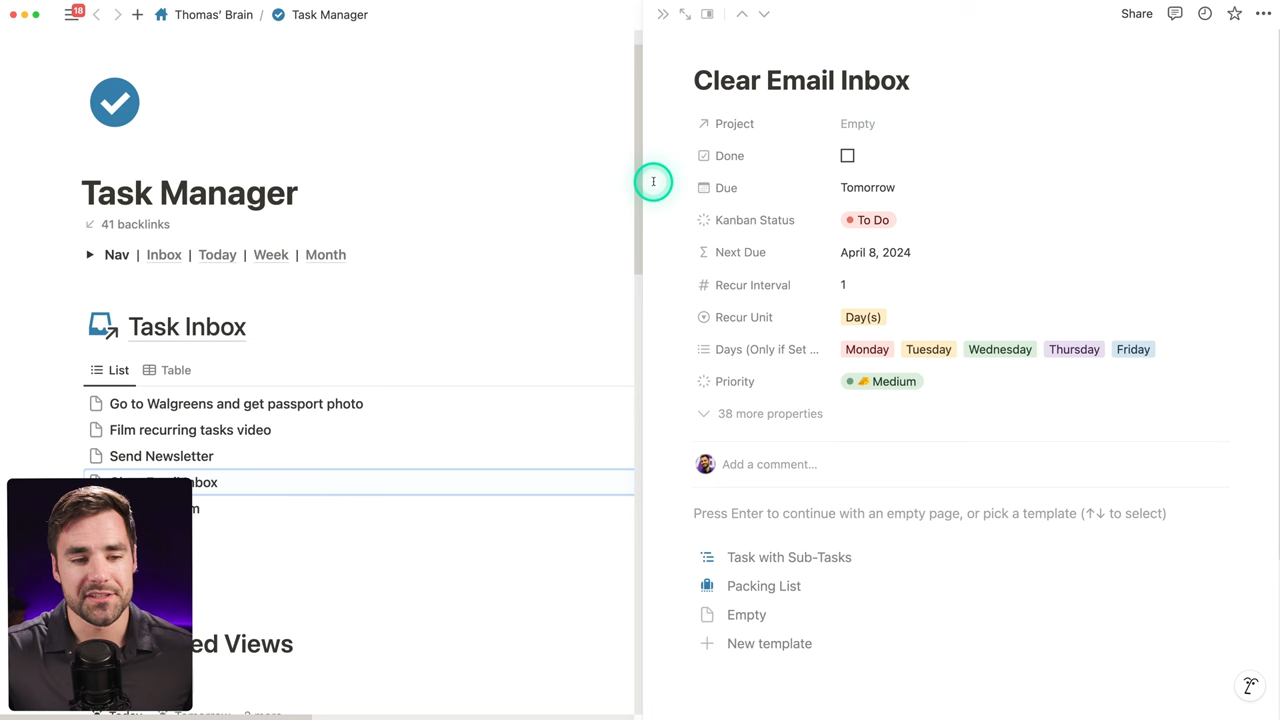 18
Thomas' Brain / Task Manager
Task Manager
41 backlinks
Nav | Inbox | Today | Week | Month
Task Inbox
List Table
Go to Walgreens and get passport photo
Film recurring tasks video
Send Newsletter
Share
Clear Email Inbox
Project Empty
Done
Due Tomorrow
Kanban Status To Do
Next Due April 8, 2024
Recur Interval 1
Recur Unit Day(s)
Days (Only if Set ... Monday Tuesday Wednesday Thursday Friday
Priority Medium
38 more properties
Add a comment...
Press Enter to continue with an empty page, or pick a template (↑↓ to select)
Task with Sub-Tasks
Packing List
Empty
New template